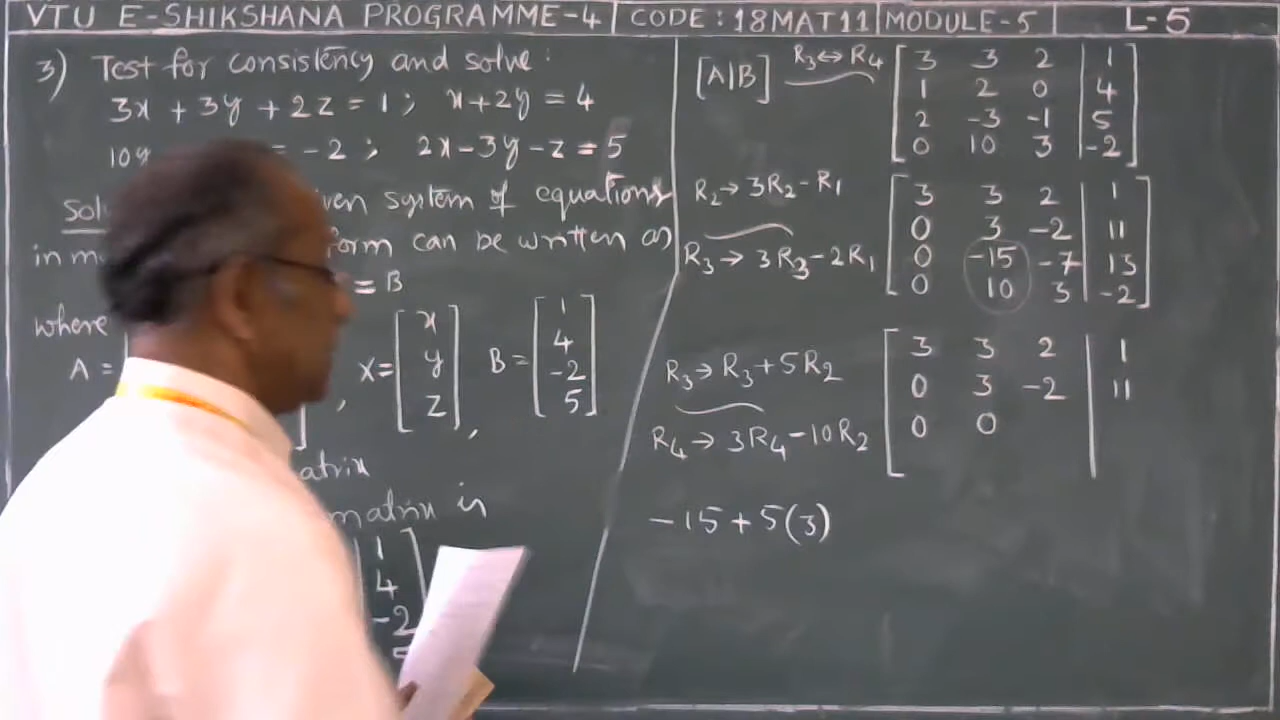 VTU E-SHIKSHANA PROGRAMME-4 | CODE: 18MAT11 | MODULE-5 | L-5
3) Test for consistency and solve:
3x + 3y + 2z = 1 ; x+2y = 4
10y = -2 ; 2x-3y-z = 5
Sol ven system of equations
in m form can be written as
= B
where
A = , X = [x y z] , B = [1 4 -2 5]
atrix
matrix is
1
4
-2
[A|B] R3↔R4 [3 3 2 | 1
1 2 0 | 4
2 -3 -1 | 5
0 10 3 | -2]
R2→3R2-R1
R3→3R3-2R1
[3 3 2 | 1
0 3 -2 | 11
0 -15 -7 | 13
0 10 3 | -2]
R3→R3+5R2
R4→3R4-10R2
[3 3 2 | 1
0 3 -2 | 11
0 0
-15+5(3)